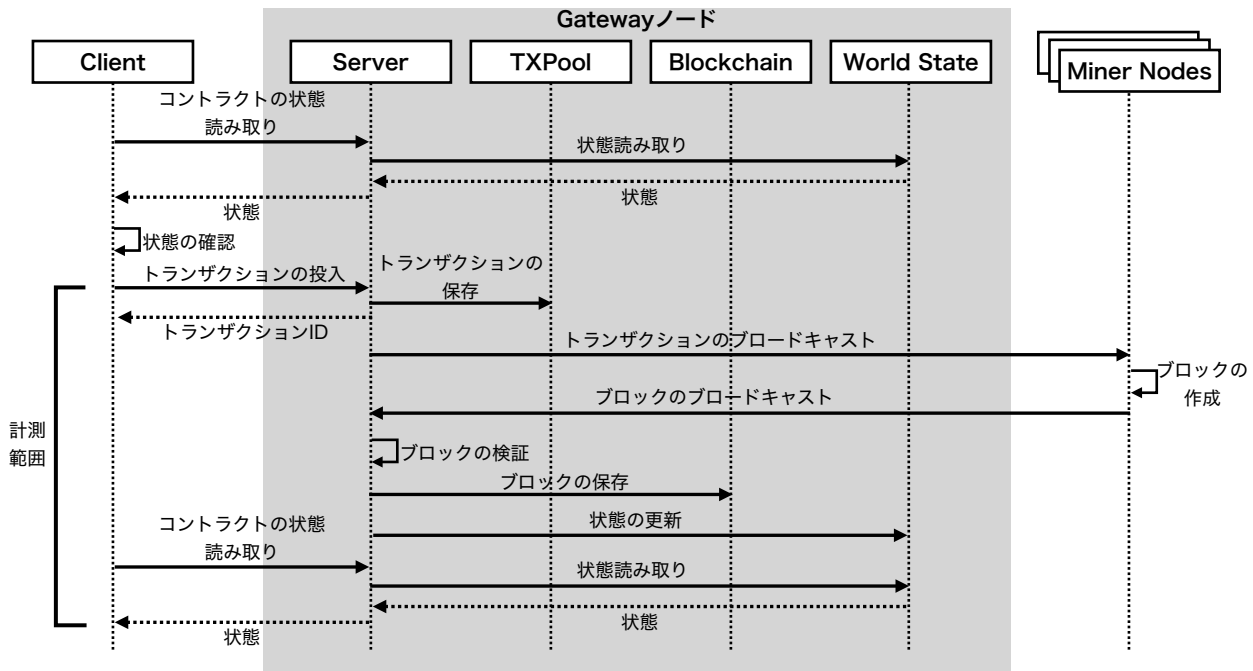 Gatewayノード
Client
Server
TXPool
Blockchain
World State
Miner Nodes
コントラクトの状態
読み取り
状態読み取り
状態
状態
状態の確認
トランザクションの投入
トランザクションの
保存
トランザクションID
トランザクションのブロードキャスト
ブロックの
作成
ブロックのブロードキャスト
計測
範囲
ブロックの検証
ブロックの保存
コントラクトの状態
読み取り
状態の更新
状態読み取り
状態
状態